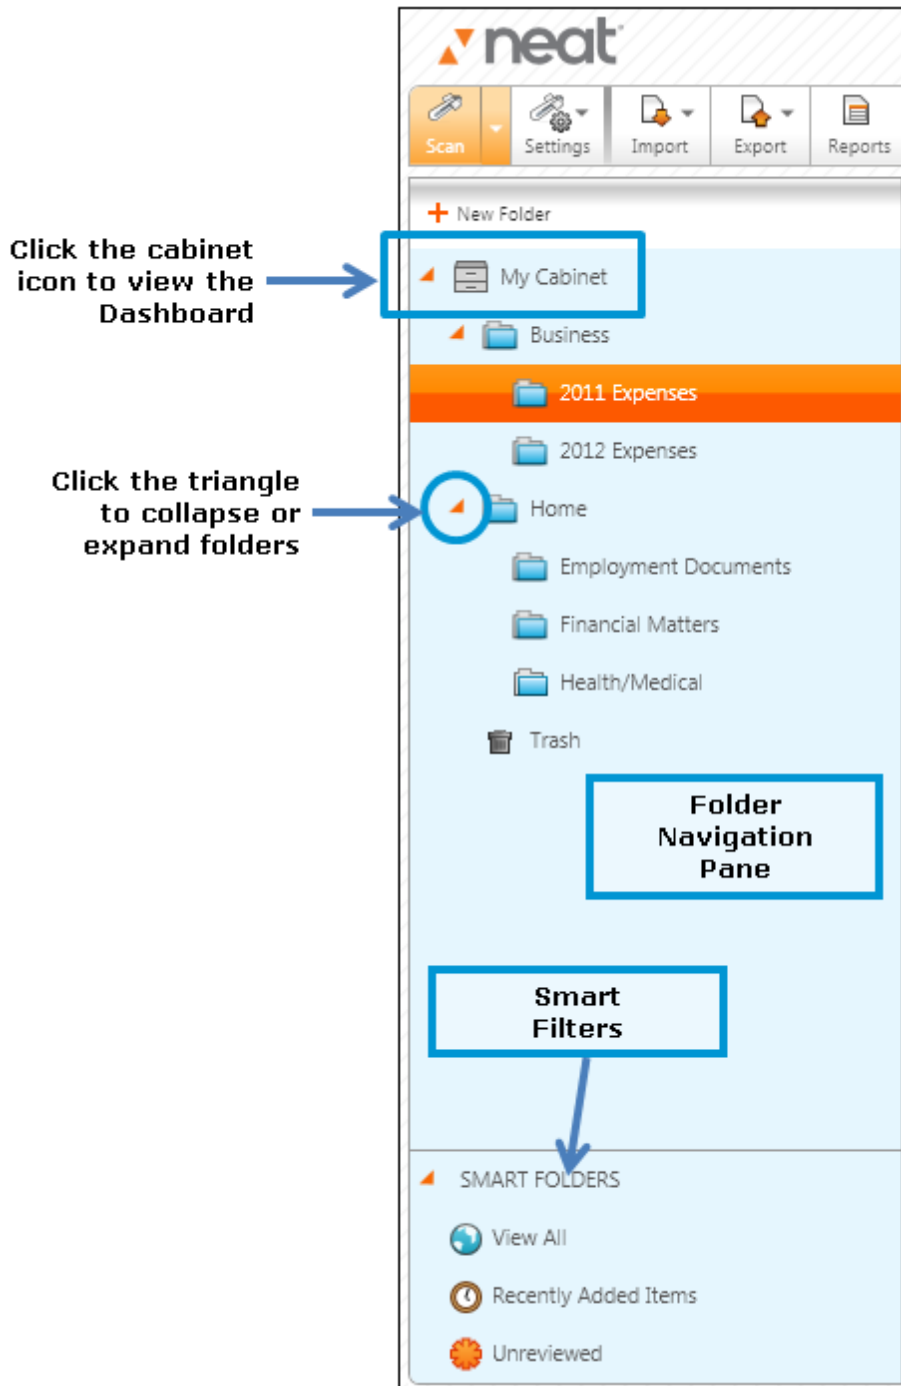 neat
Scan
Settings
Import
Export
Reports
New Folder
Click the cabinet
icon to view the
Dashboard
My Cabinet
Business
2011 Expenses
2012 Expenses
Click the triangle
to collapse or
expand folders
Home
Employment Documents
Financial Matters
Health/Medical
Trash
Folder
Navigation
Pane
Smart
Filters
SMART FOLDERS
View All
Recently Added Items
Unreviewed